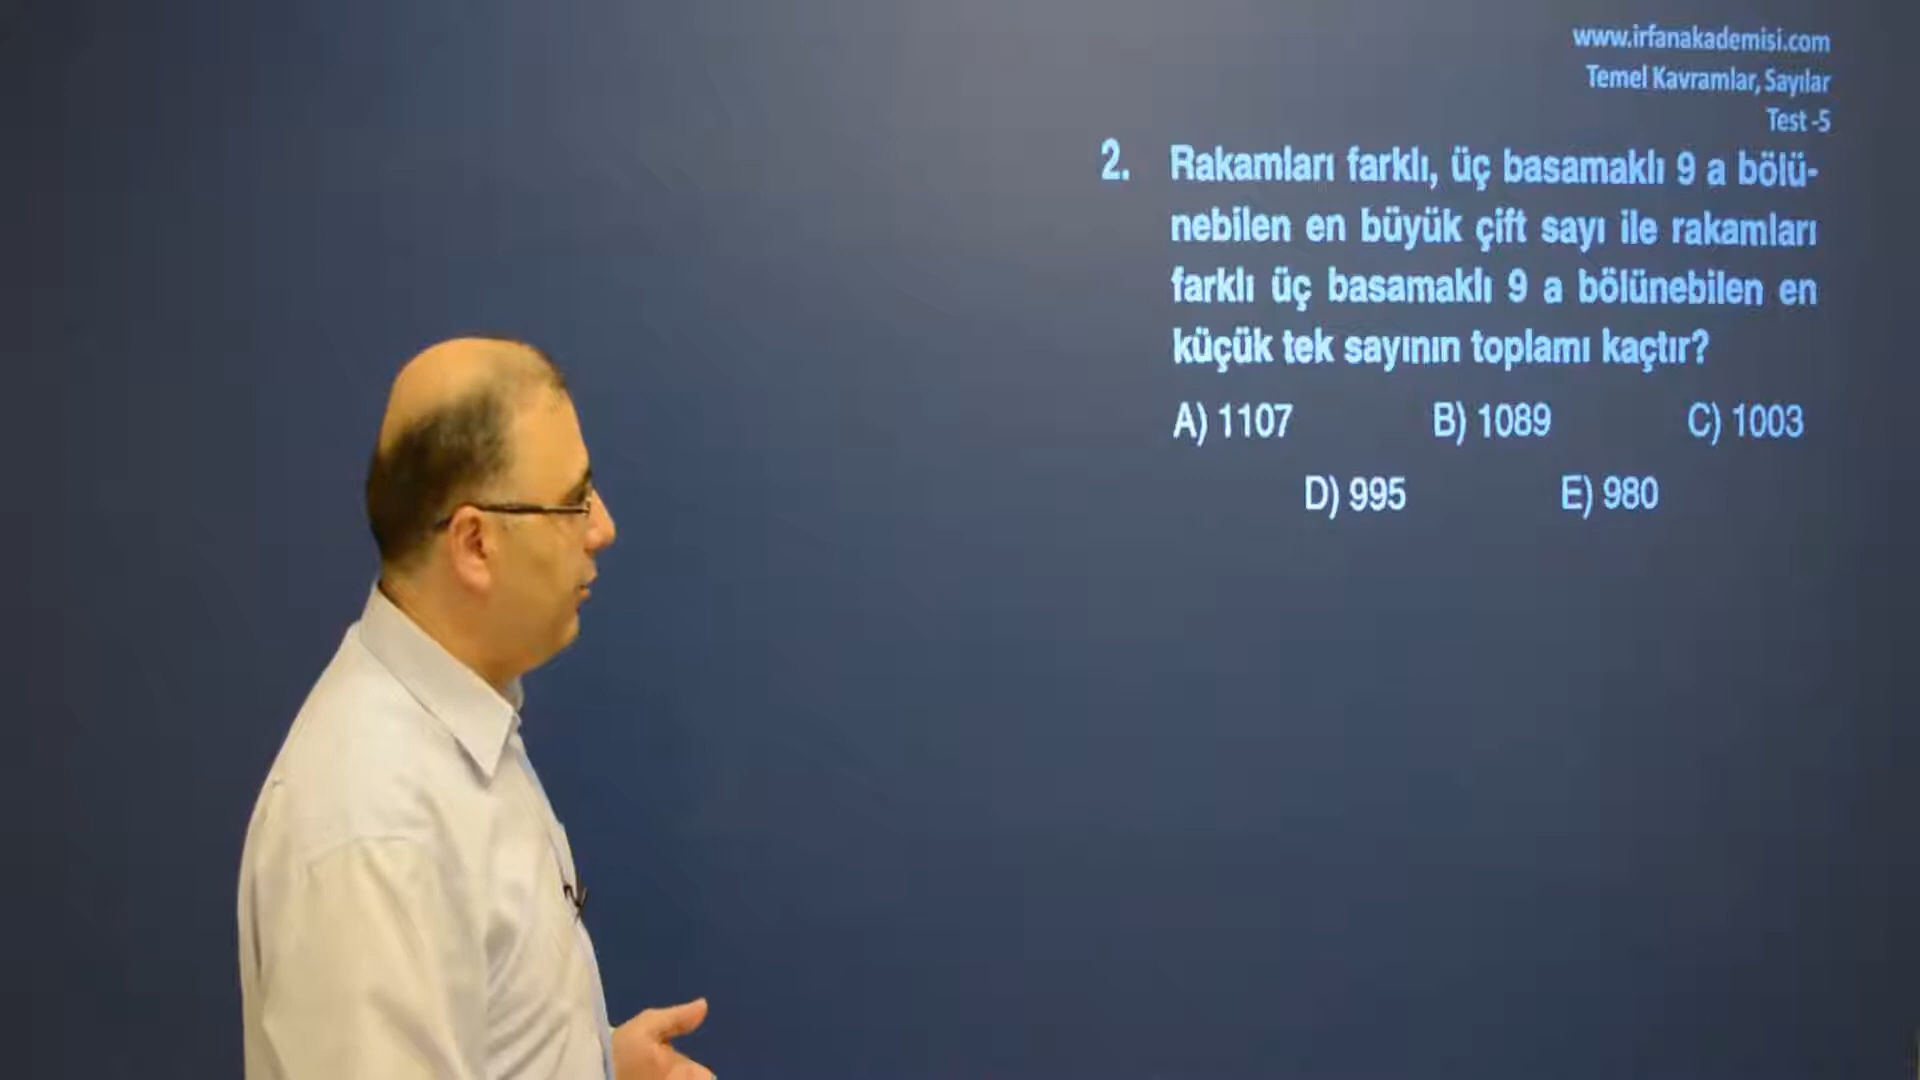 www.irfanakademisi.com
Temel Kavramlar, Sayılar
Test -5
2. Rakamları farklı, üç basamaklı 9 a bölü-
nebilen en büyük çift sayı ile rakamları
farklı üç basamaklı 9 a bölünebilen en
küçük tek sayının toplamı kaçtır?
A) 1107 B) 1089 C) 1003
D) 995 E) 980